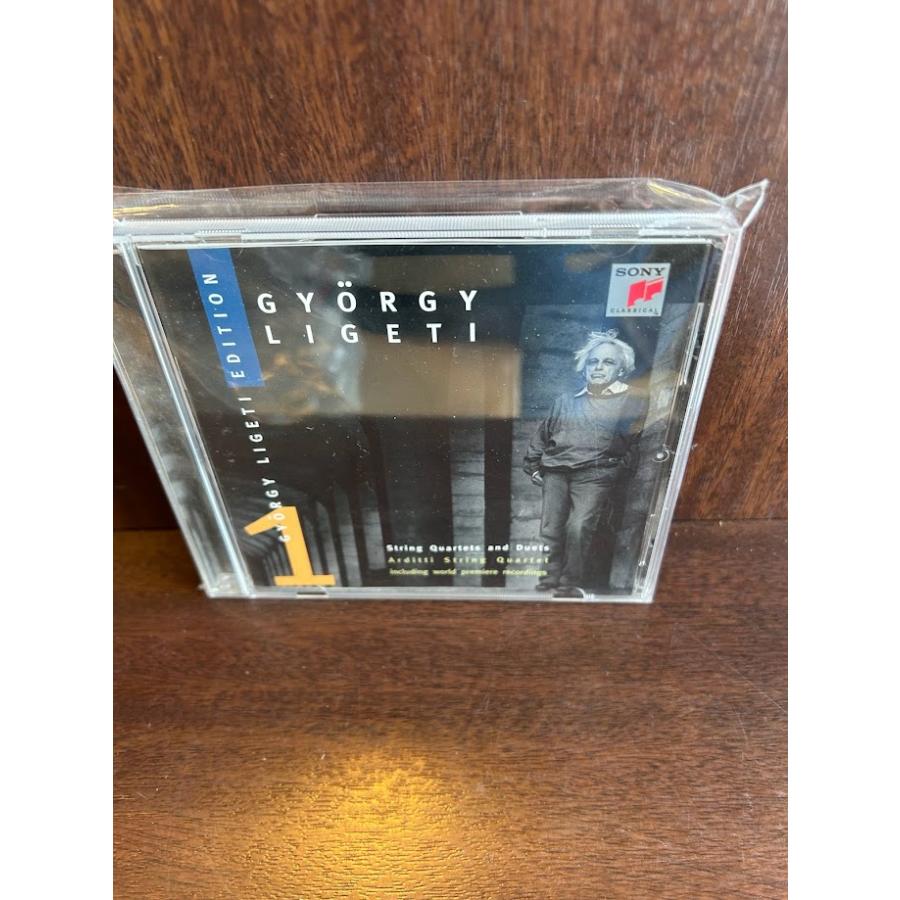 GYÖRGY
LIGETI
SONY
CLASSICAL
GYÖRGY LIGETI EDITION
1
String Quartets and Duets
Arditti String Quartet
including world premiere recordings